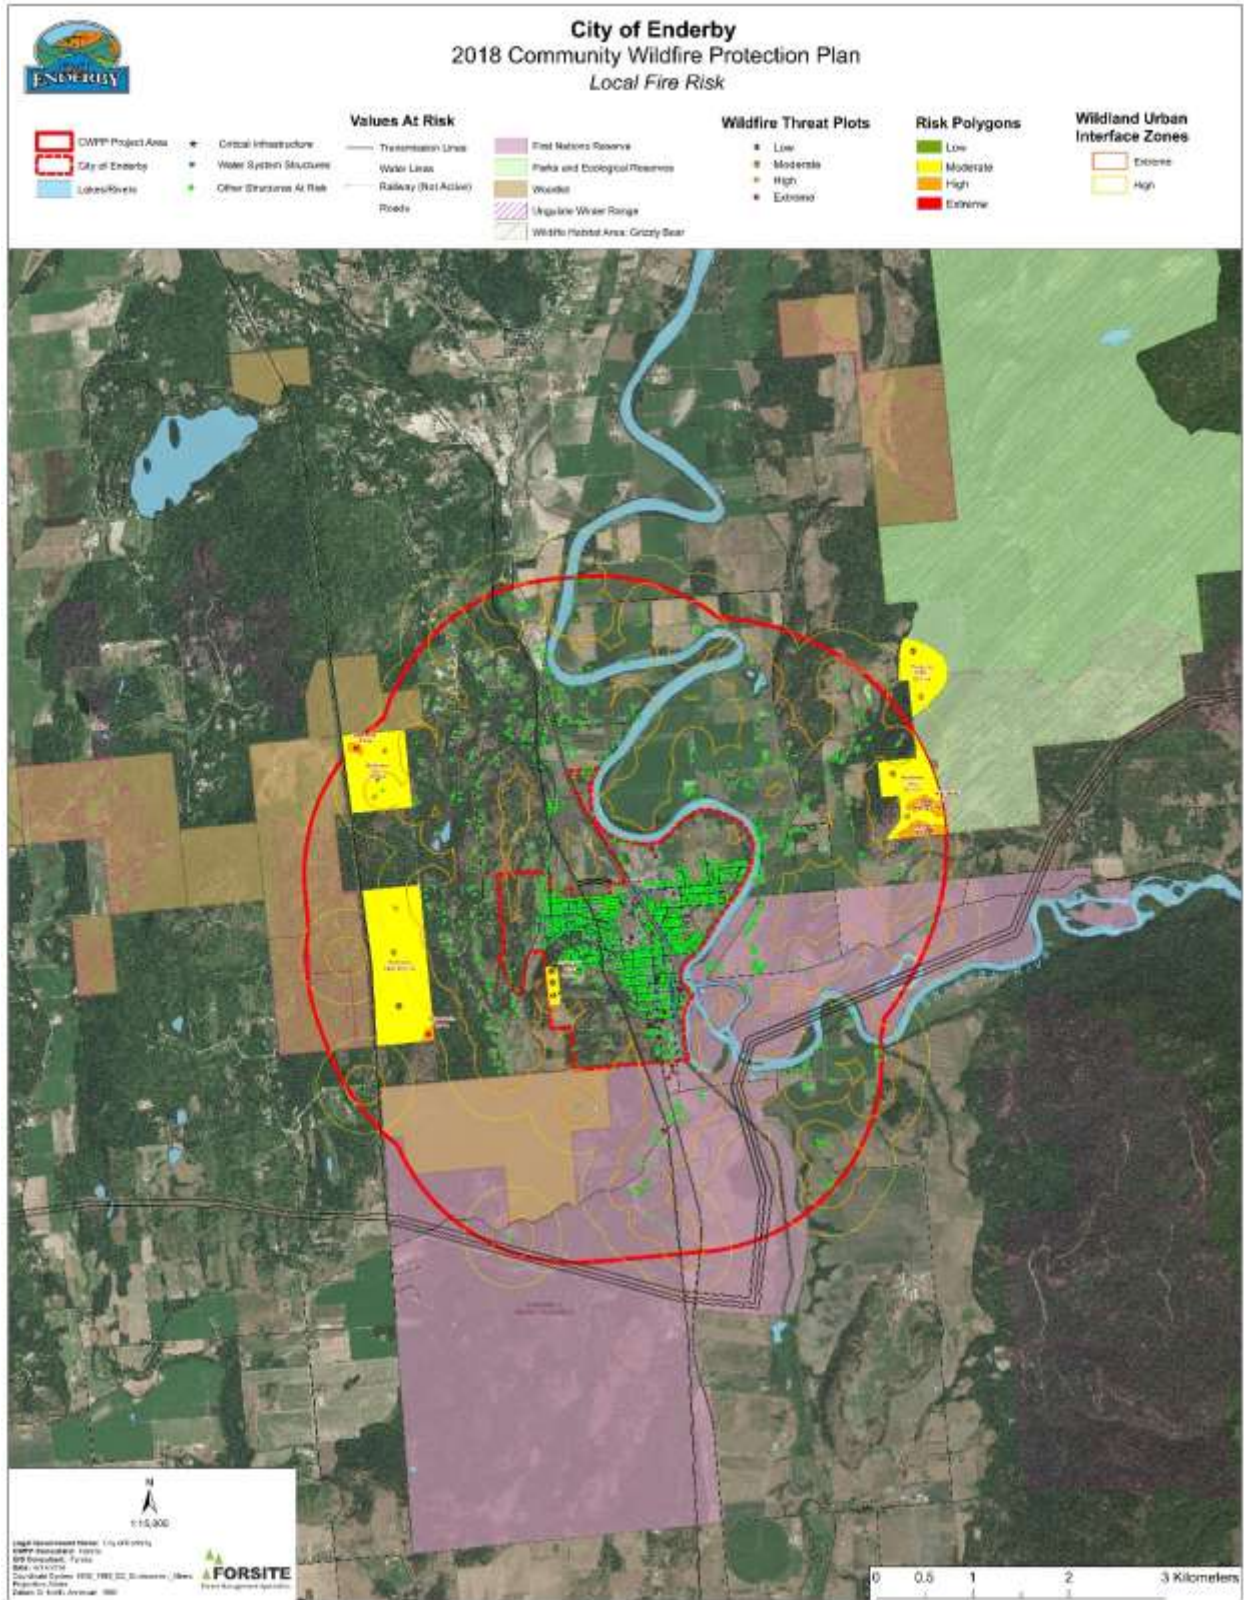 City of Enderby
2018 Community Wildfire Protection Plan
Local Fire Risk
ENDERBY
CWPP Project Area
City of Enderby
Lakes/Rivers
Values At Risk
Critical Infrastructure
Water System Structures
Other Structures At Risk
Transmission Lines
Water Lines
Railway (Not Active)
Roads
First Nations Reserve
Parks and Ecological Reserves
Woodlot
Ungulate Winter Range
Wildlife Habitat Area: Grizzly Bear
Wildfire Threat Plots
Low
Moderate
High
Extreme
Risk Polygons
Low
Moderate
High
Extreme
Wildland Urban
Interface Zones
Extreme
High
N
1:15,000
FORSITE
0 0.5 1 2 3 Kilometers